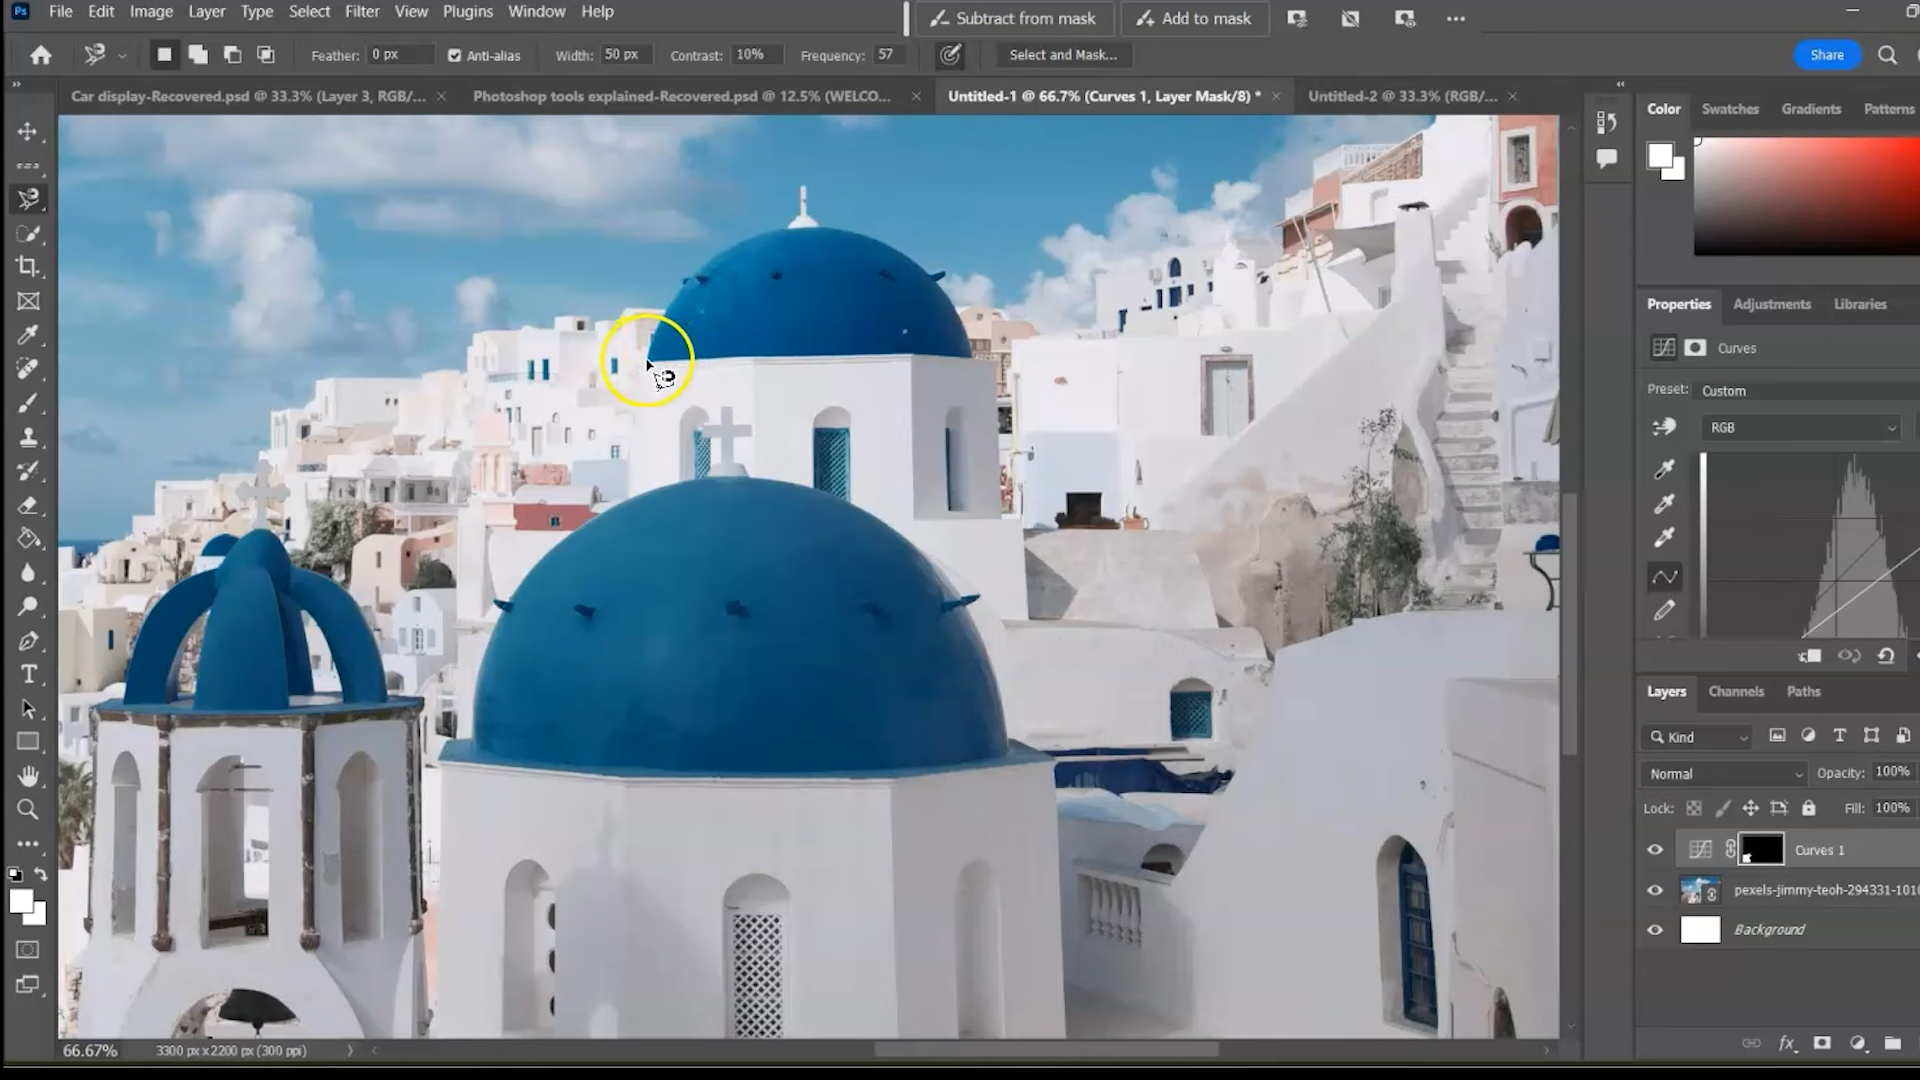 Ps File Edit Image Layer Type Select Filter View Plugins Window Help
Subtract from mask Add to mask
Feather: 0 px Anti-alias Width: 50 px Contrast: 10% Frequency: 57 Select and Mask... Share
Car display-Recovered.psd @ 33.3% (Layer 3, RGB/... × Photoshop tools explained-Recovered.psd @ 12.5% (WELCO... × Untitled-1 @ 66.7% (Curves 1, Layer Mask/8) * × Untitled-2 @ 33.3% (RGB/... ×
Color Swatches Gradients Patterns
Properties Adjustments Libraries
Curves
Preset: Custom
RGB
Layers Channels Paths
Kind
Normal Opacity: 100%
Lock: Fill: 100%
Curves 1
pexels-jimmy-teoh-294331-1010
Background
66.67% 3300 px x 2200 px (300 ppi)